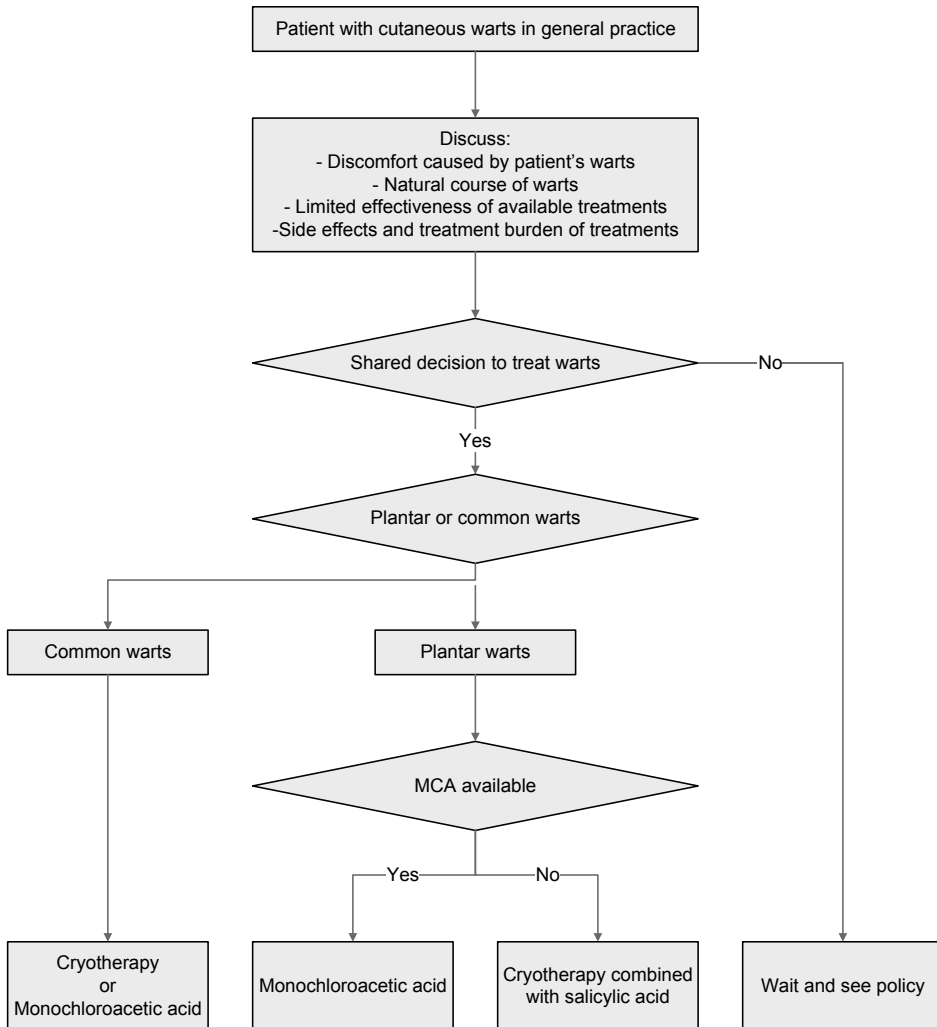 Patient with cutaneous warts in general practice
Discuss:
- Discomfort caused by patient's warts
- Natural course of warts
- Limited effectiveness of available treatments
-Side effects and treatment burden of treatments
Shared decision to treat warts
No
Yes
Plantar or common warts
Common warts
Plantar warts
MCA available
Yes
No
Cryotherapy
or
Monochloroacetic acid
Monochloroacetic acid
Cryotherapy combined
with salicylic acid
Wait and see policy